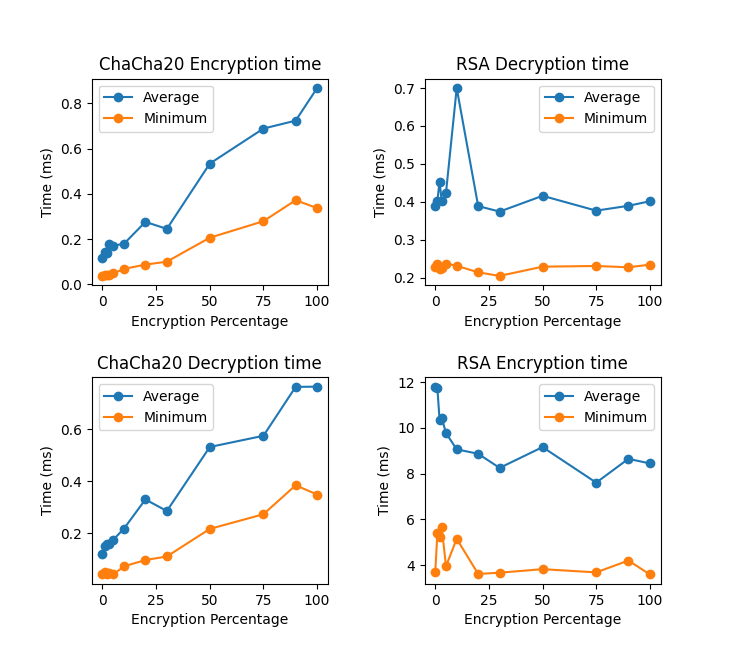 ChaCha20 Encryption time
Average
Minimum
0.8
0.6
0.4
0.2
0.0
Time (ms)
0 25 50 75 100
Encryption Percentage
RSA Decryption time
Average
Minimum
0.7
0.6
0.5
0.4
0.3
0.2
Time (ms)
0 25 50 75 100
Encryption Percentage
ChaCha20 Decryption time
Average
Minimum
0.6
0.4
0.2
Time (ms)
0 25 50 75 100
Encryption Percentage
RSA Encryption time
Average
Minimum
12
10
8
6
4
Time (ms)
0 25 50 75 100
Encryption Percentage